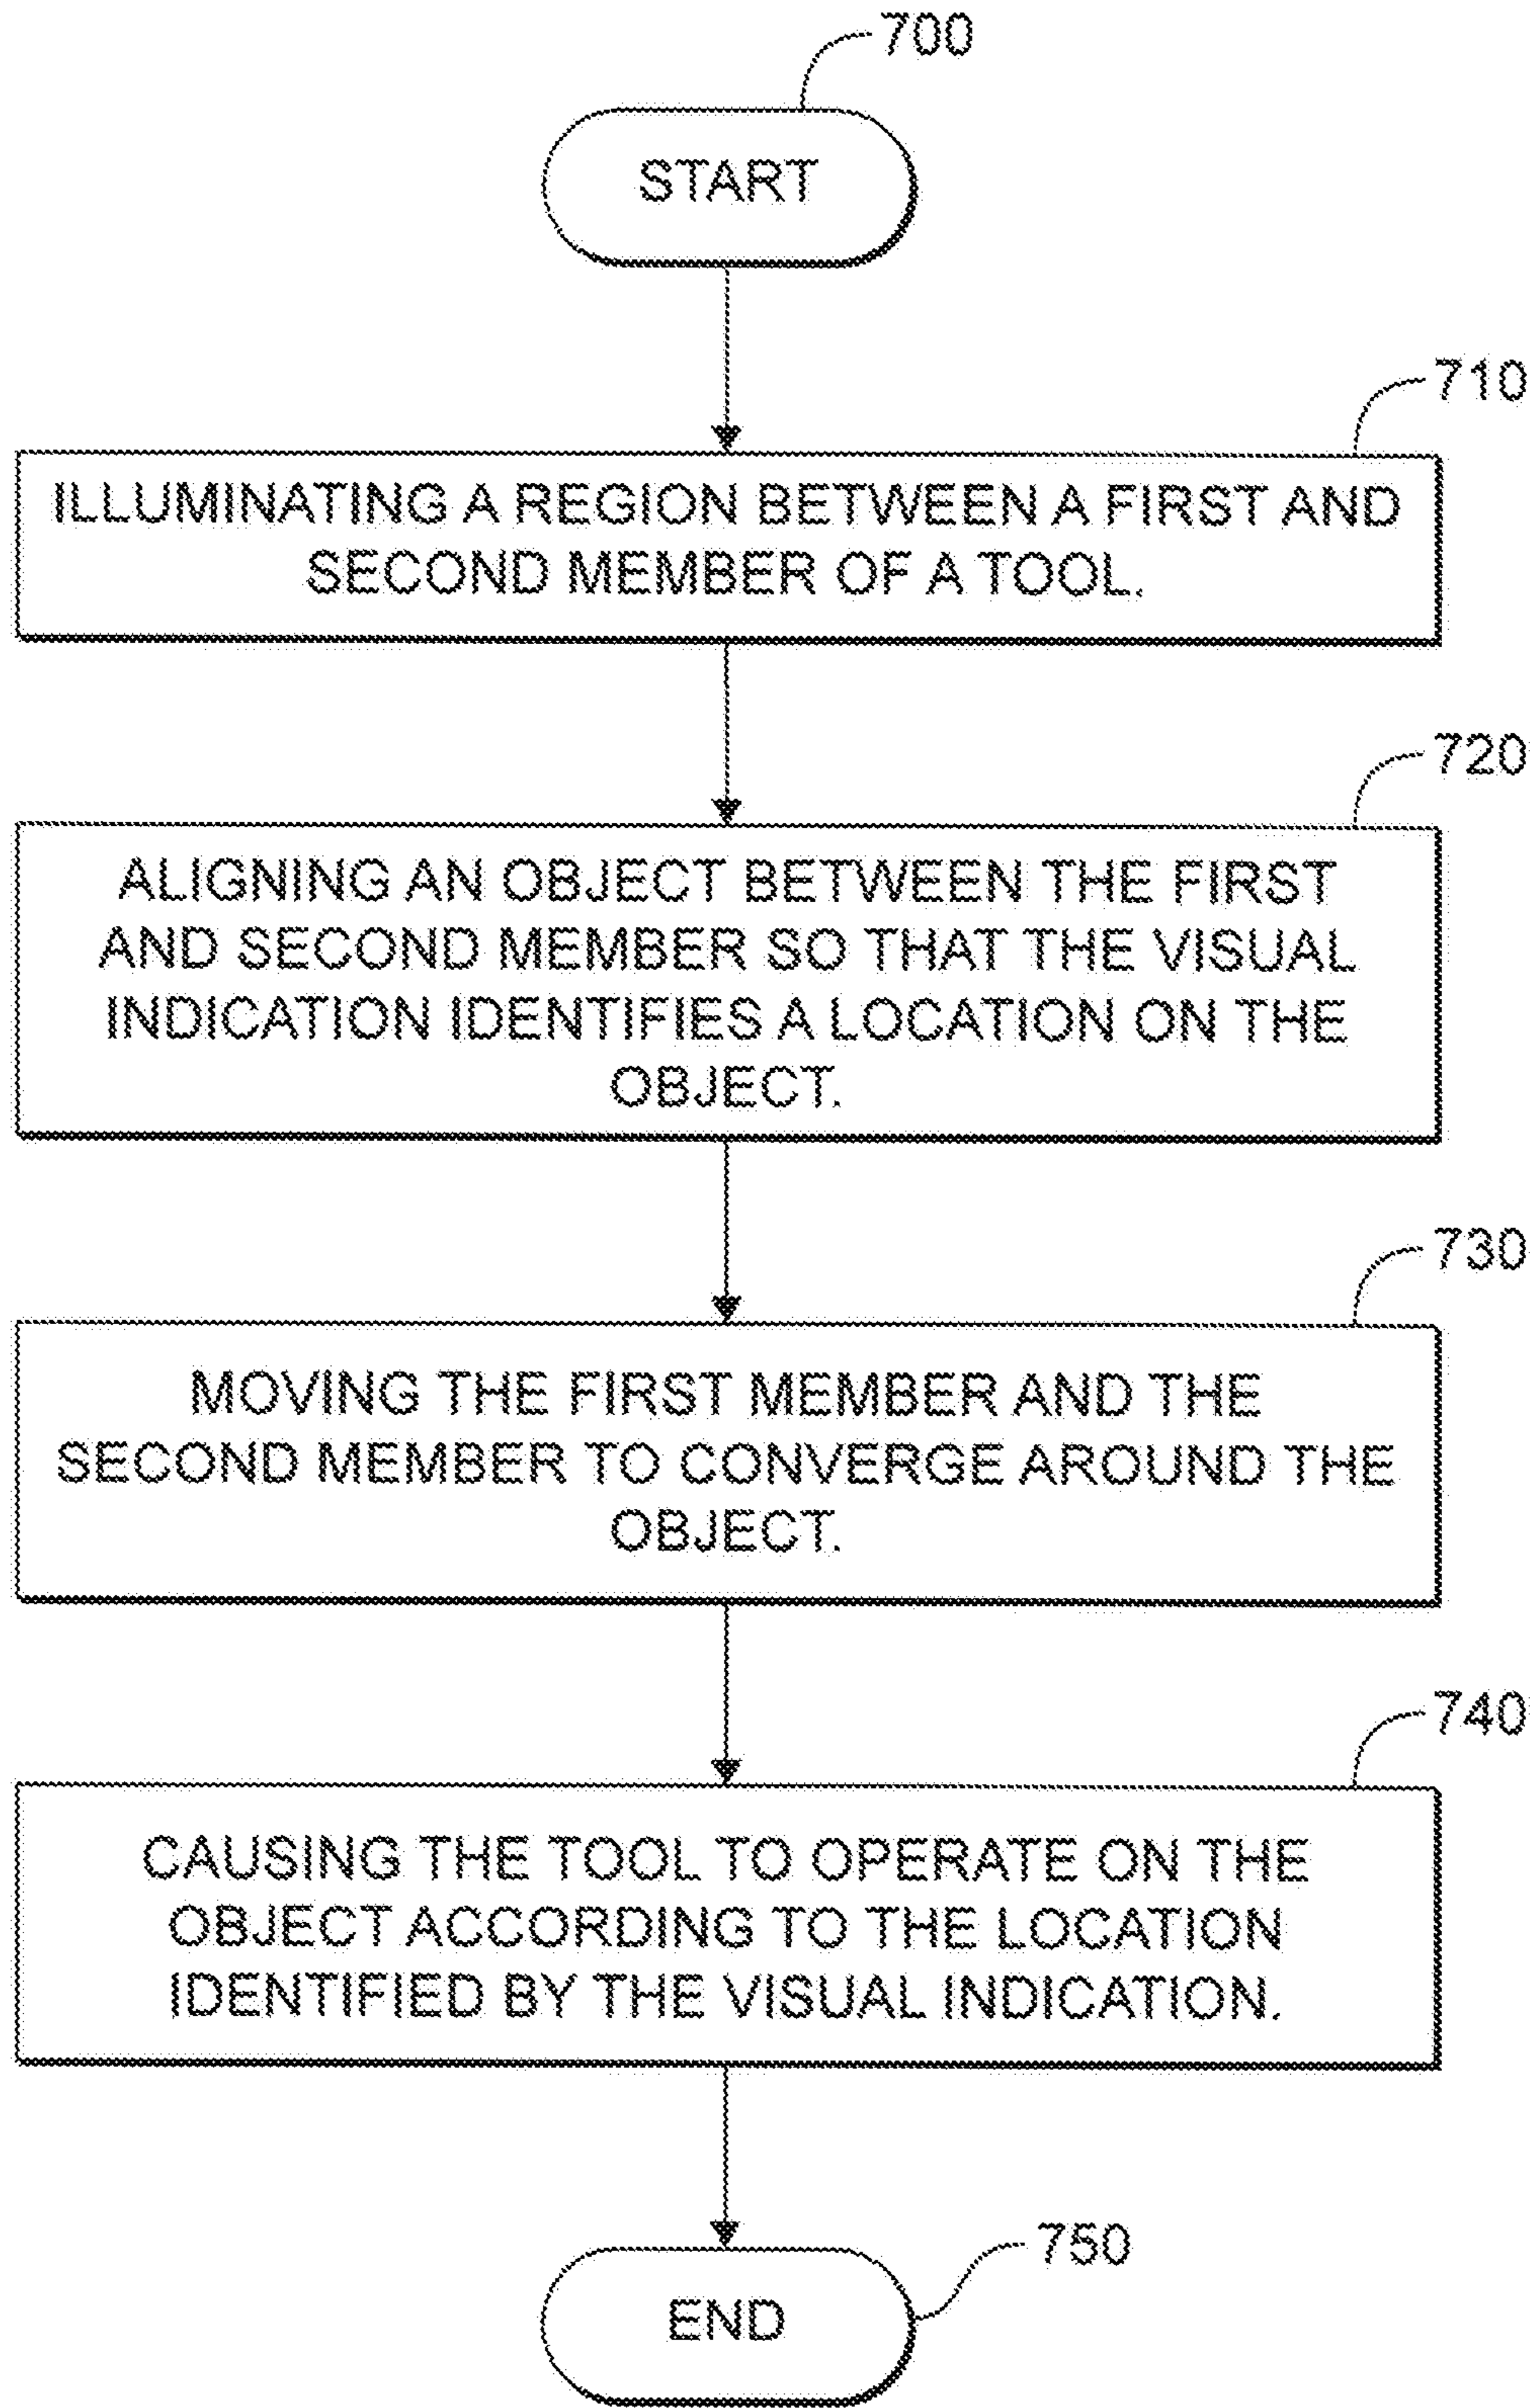 700
START
710
ILLUMINATING A REGION BETWEEN A FIRST AND
SECOND MEMBER OF A TOOL.
720
ALIGNING AN OBJECT BETWEEN THE FIRST
AND SECOND MEMBER SO THAT THE VISUAL
INDICATION IDENTIFIES A LOCATION ON THE
OBJECT.
730
MOVING THE FIRST MEMBER AND THE
SECOND MEMBER TO CONVERGE AROUND THE
OBJECT.
740
CAUSING THE TOOL TO OPERATE ON THE
OBJECT ACCORDING TO THE LOCATION
IDENTIFIED BY THE VISUAL INDICATION.
750
END